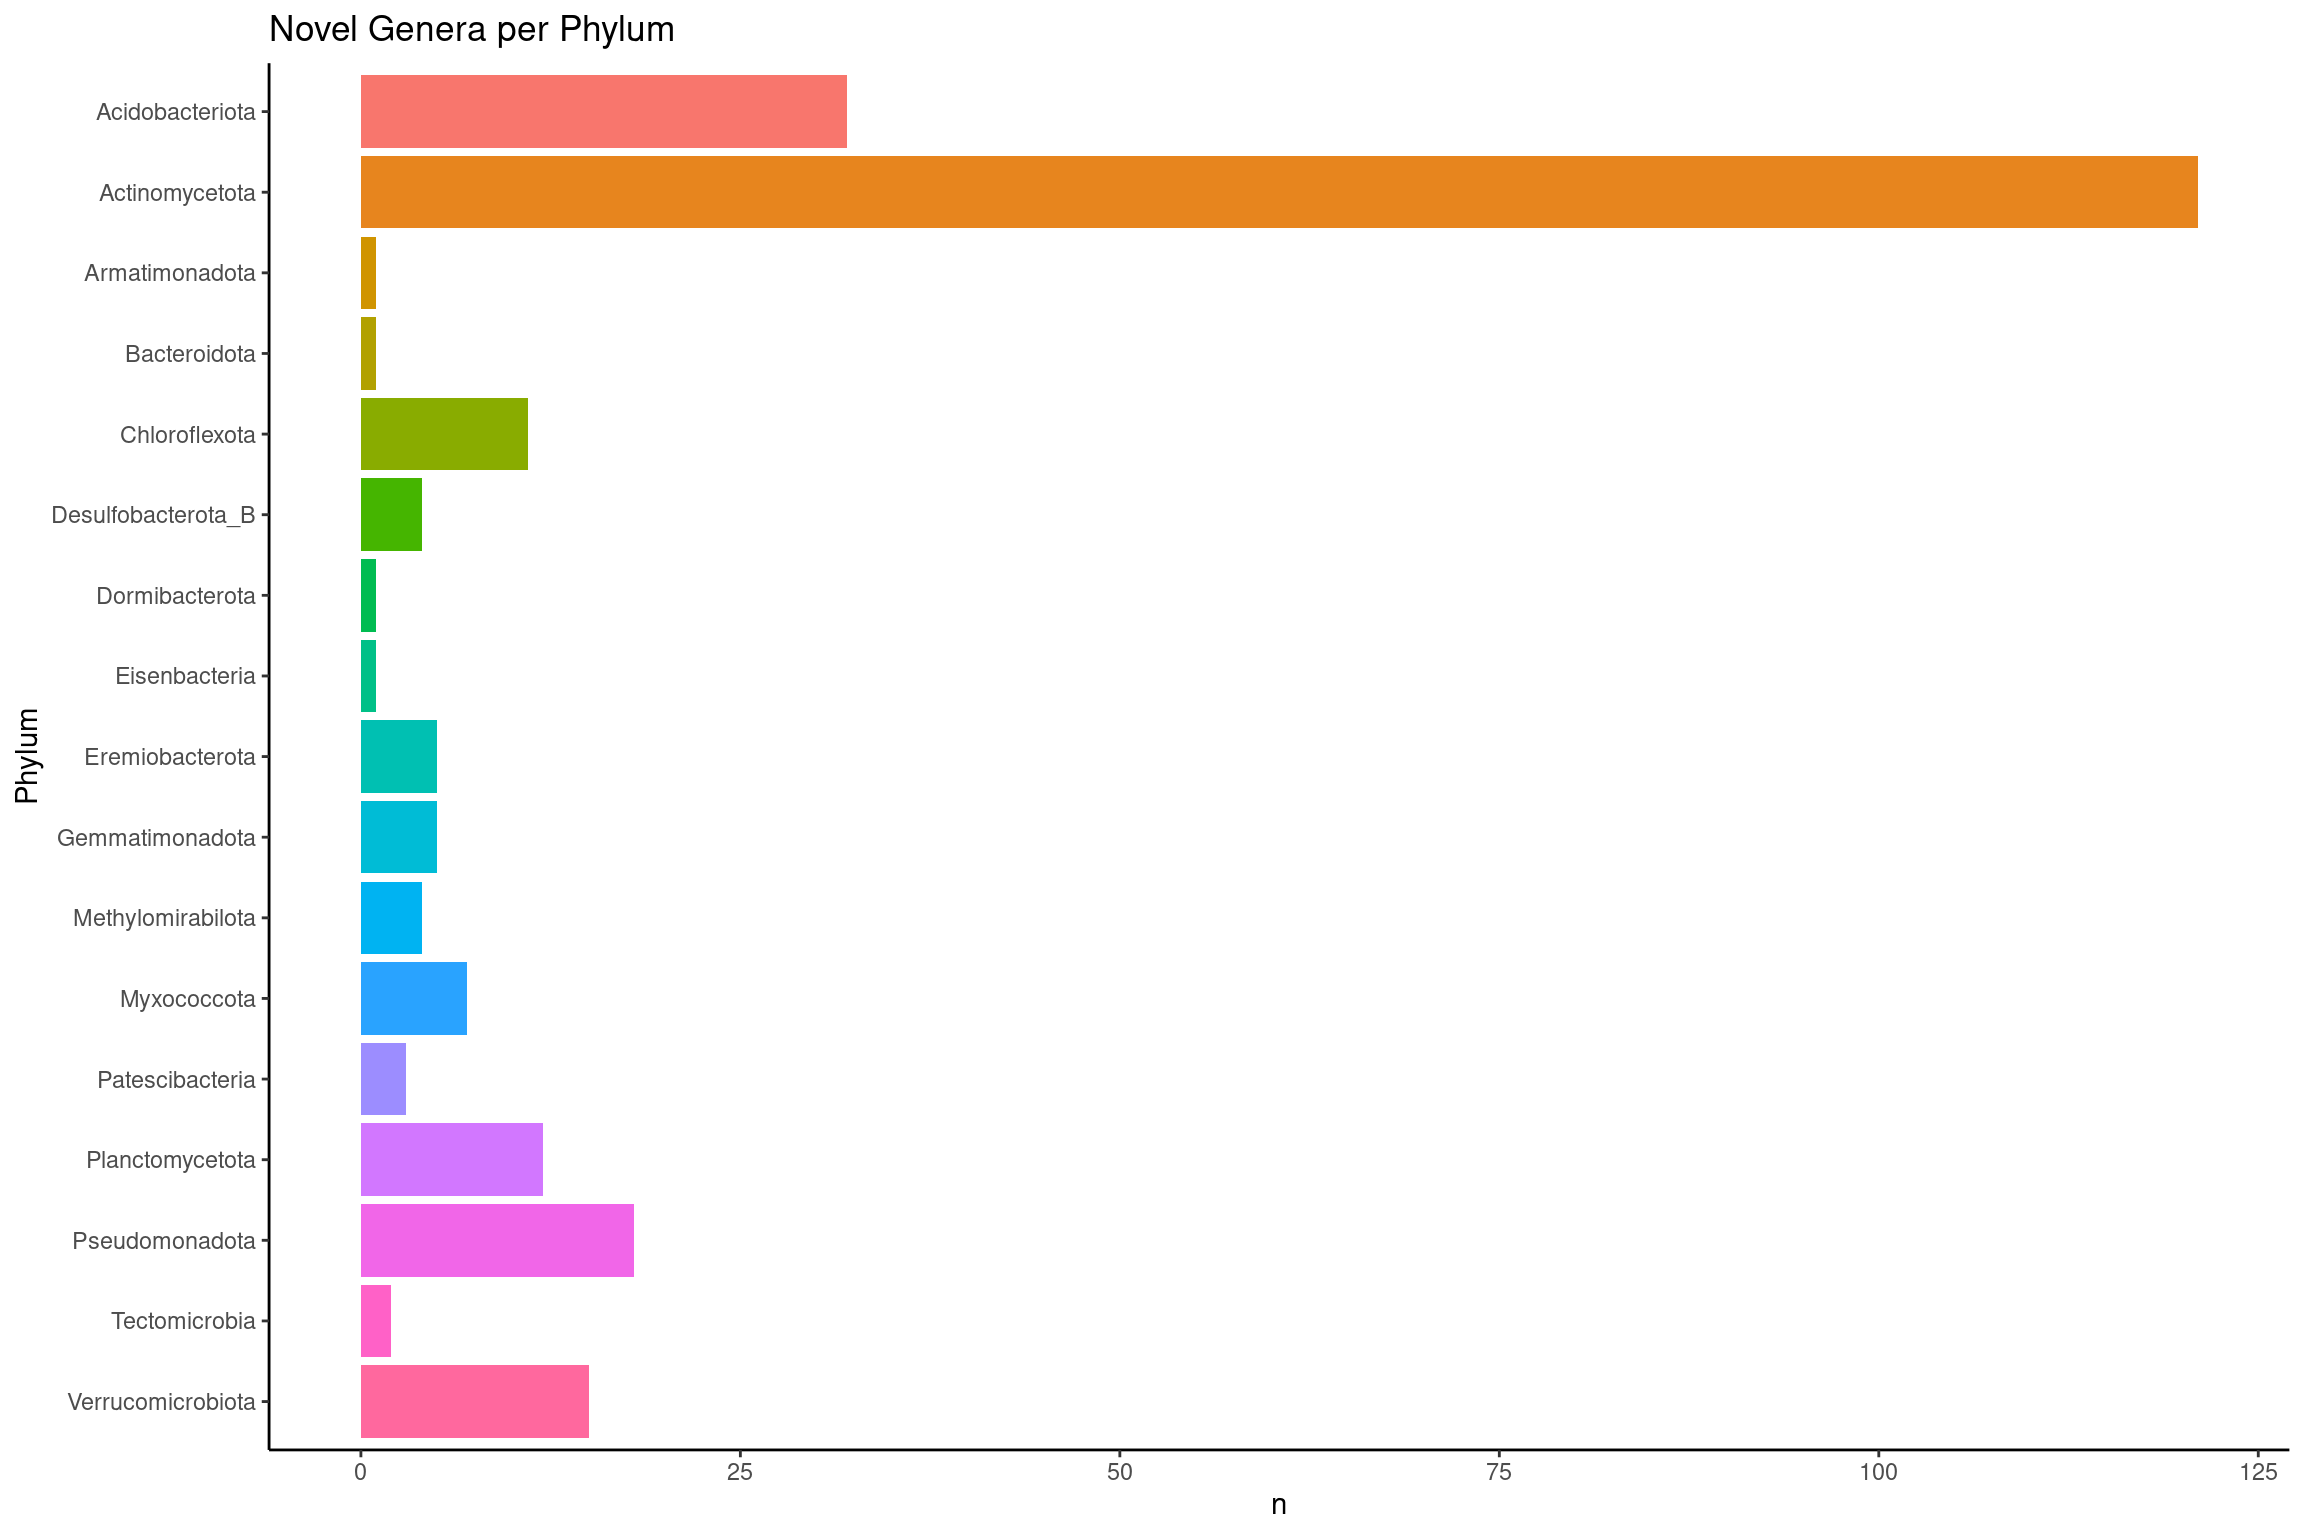 Novel Genera per Phylum
Acidobacteriota
Actinomycetota
Armatimonadota
Bacteroidota
Chloroflexota
Desulfobacterota_B
Dormibacterota
Eisenbacteria
Eremiobacterota
Gemmatimonadota
Methylomirabilota
Myxococcota
Patescibacteria
Planctomycetota
Pseudomonadota
Tectomicrobia
Verrucomicrobiota
Phylum
0 25 50 75 100 125
n